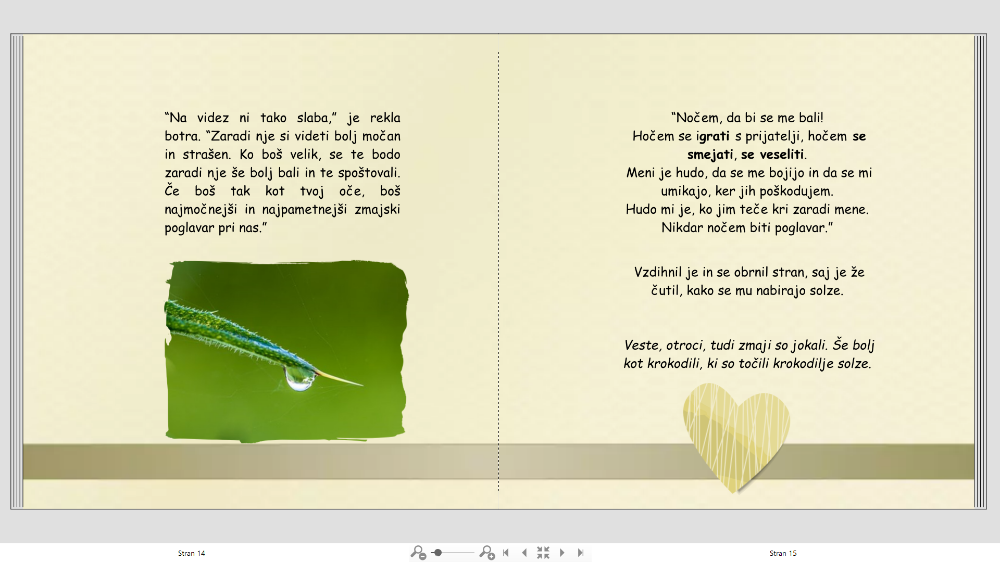 “Na videz ni tako slaba,” je rekla
botra. “Zaradi nje si videti bolj močan
in strašen. Ko boš velik, se te bodo
zaradi nje še bolj bali in te spoštovali.
Če boš tak kot tvoj oče, boš
najmočnejši in najpametnejši zmajski
poglavar pri nas.”
“Nočem, da bi se me bali!
Hočem se igrati s prijatelji, hočem se
smejati, se veseliti.
Meni je hudo, da se me bojijo in da se mi
umikajo, ker jih poškodujem.
Hudo mi je, ko jim teče kri zaradi mene.
Nikdar nočem biti poglavar.”
Vzdihnil je in se obrnil stran, saj je že
čutil, kako se mu nabirajo solze.
Veste, otroci, tudi zmaji so jokali. Še bolj
kot krokodili, ki so točili krokodilje solze.
Stran 14
Stran 15